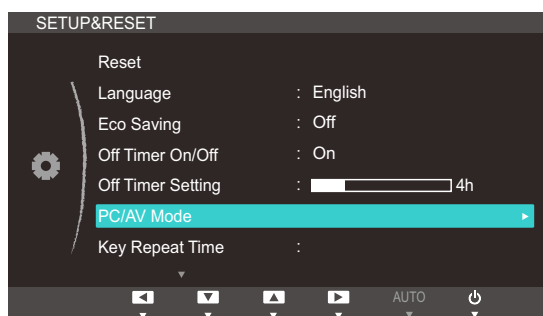 SETUP&RESET
Reset
Language : English
Eco Saving : Off
Off Timer On/Off : On
Off Timer Setting : 4h
PC/AV Mode
Key Repeat Time :
AUTO